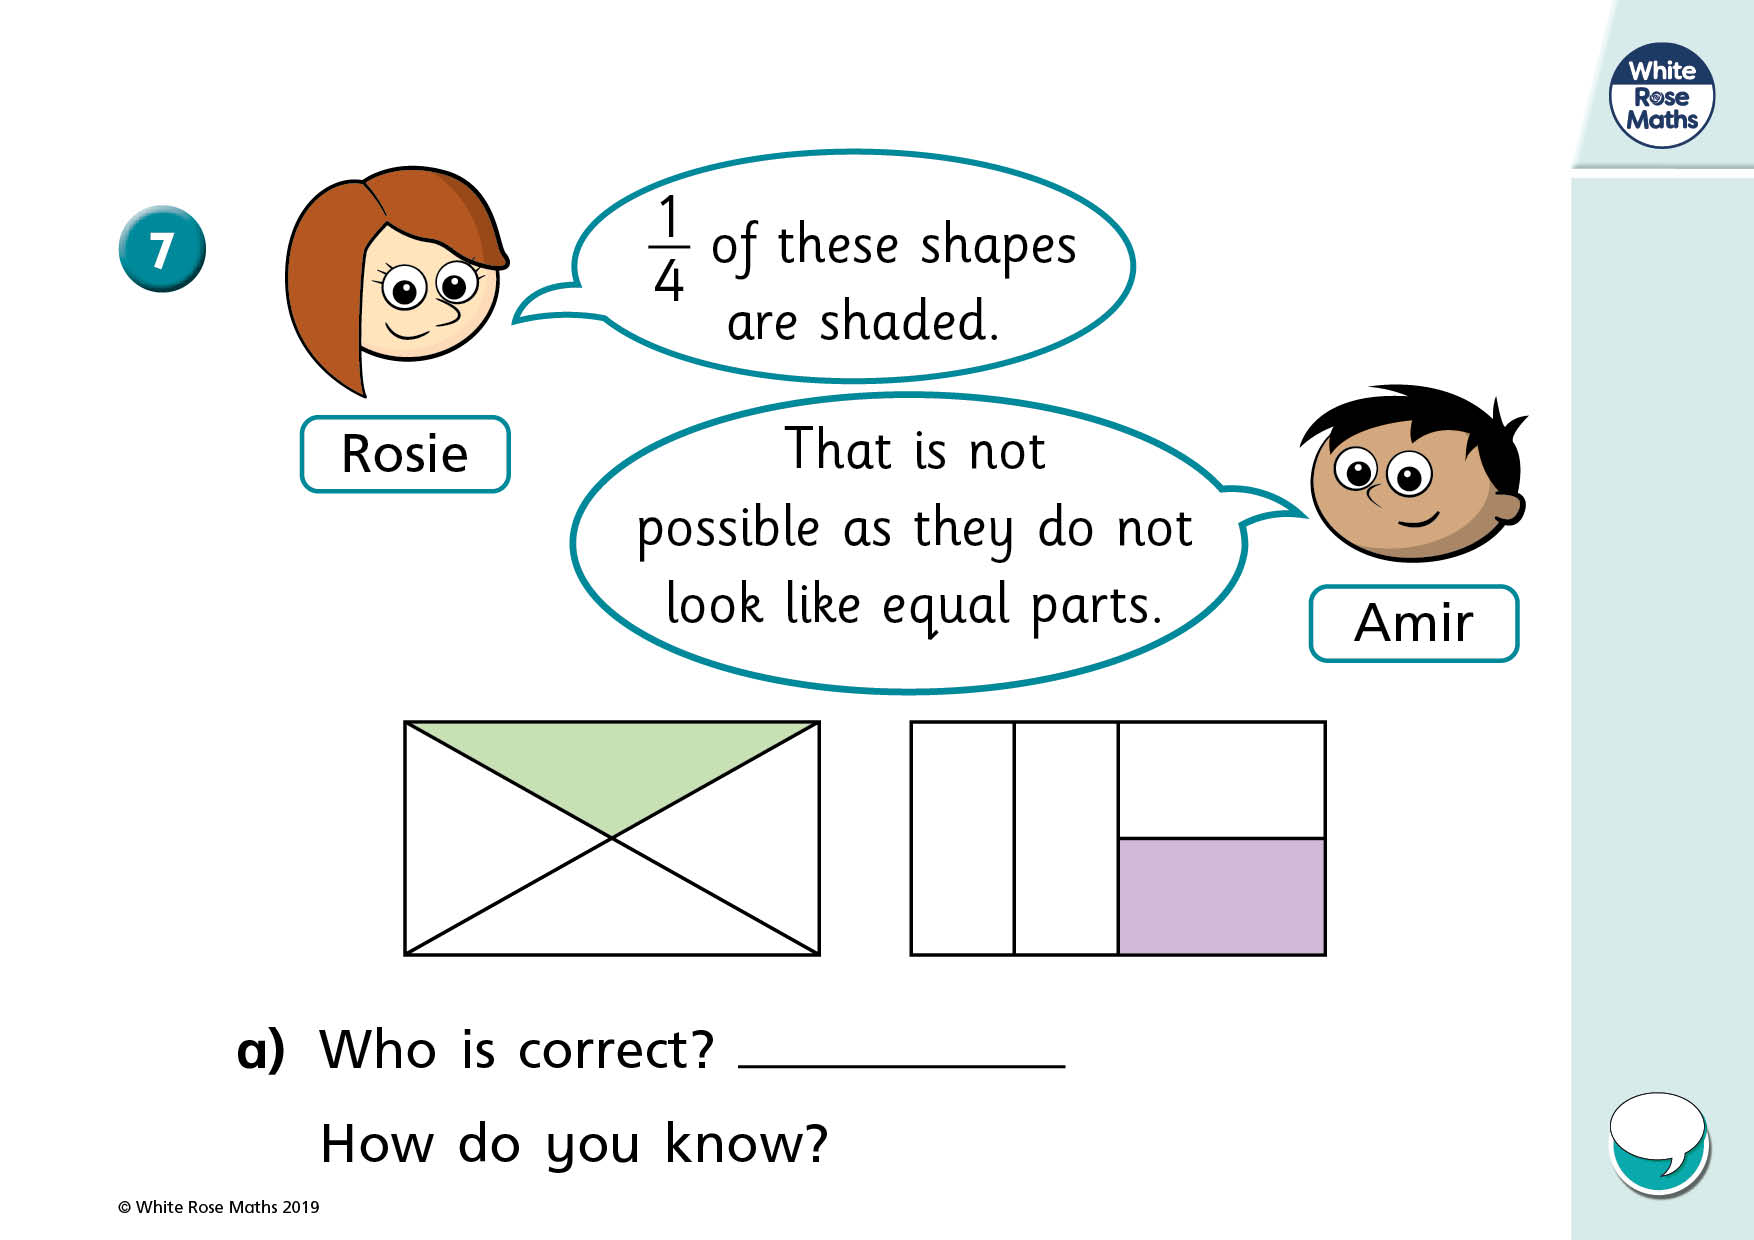 White
Rose
Maths
7
1
4
of these shapes
are shaded.
Rosie
That is not
possible as they do not
look like equal parts.
Amir
a) Who is correct?
How do you know?
© White Rose Maths 2019